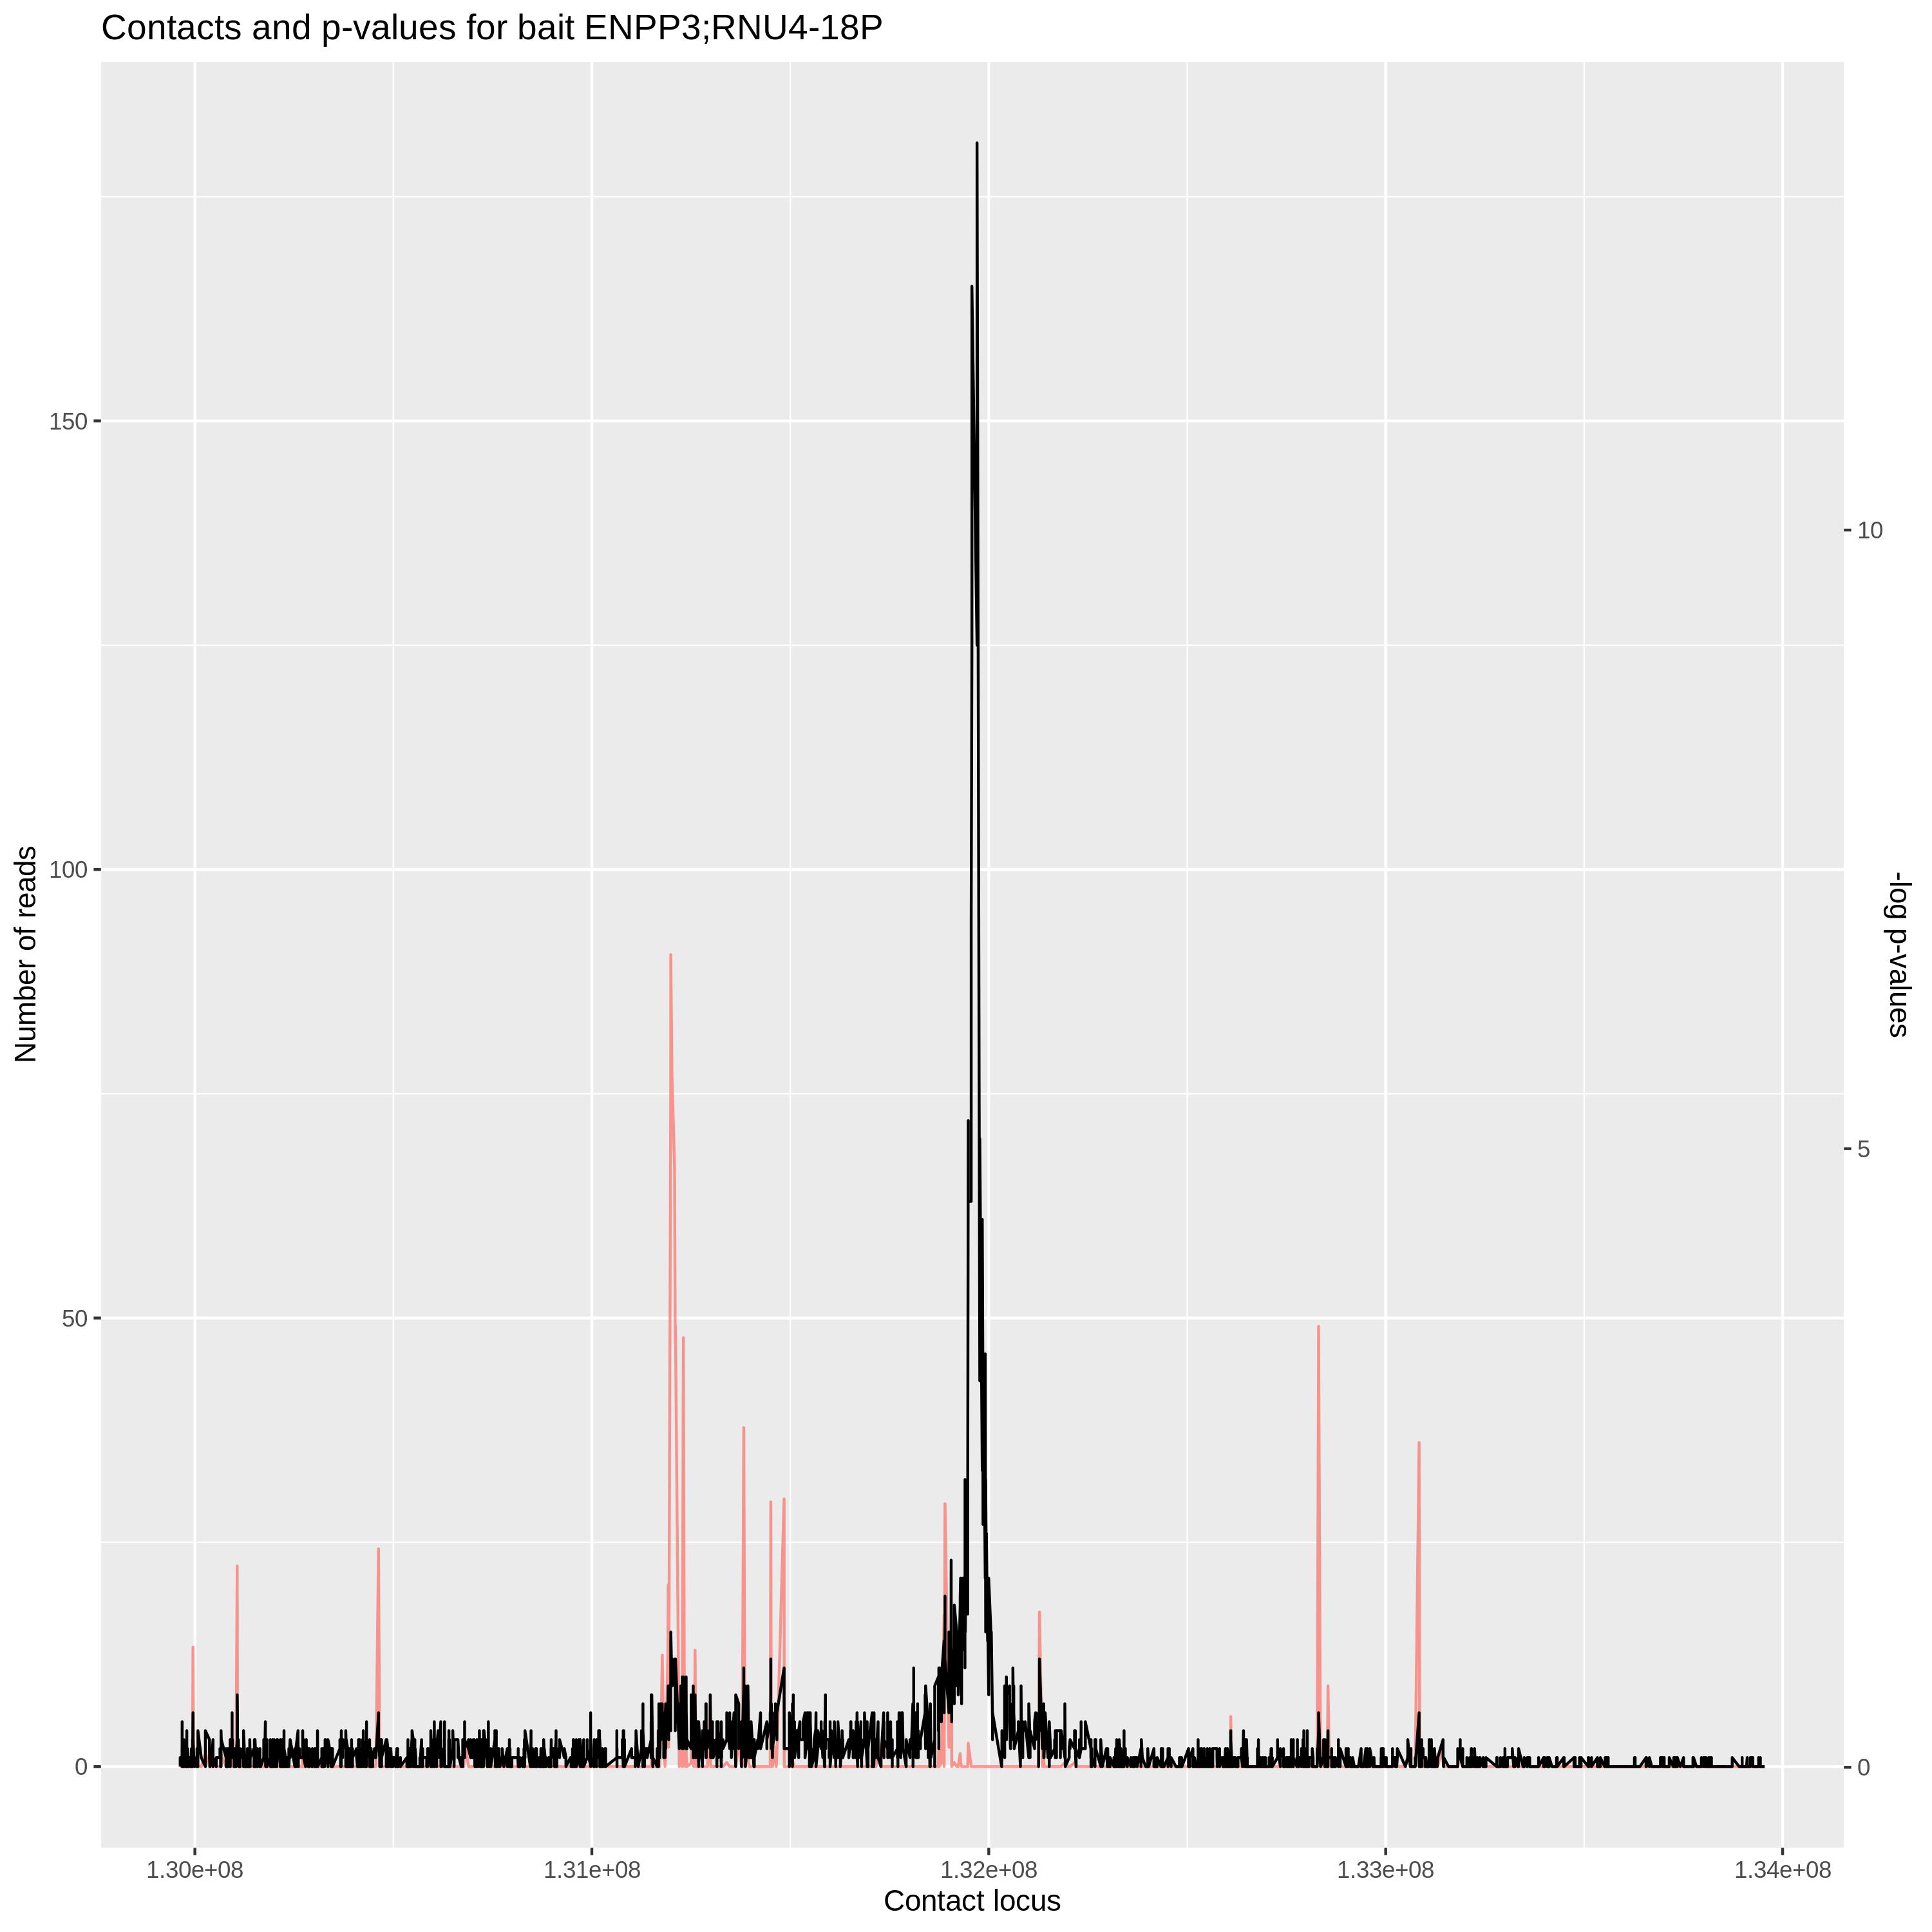 Contacts and p-values for bait ENPP3;RNU4-18P
Number of reads
150
100
50
0
-log p-values
10
5
0
1.30e+08 1.31e+08 1.32e+08 1.33e+08 1.34e+08
Contact locus